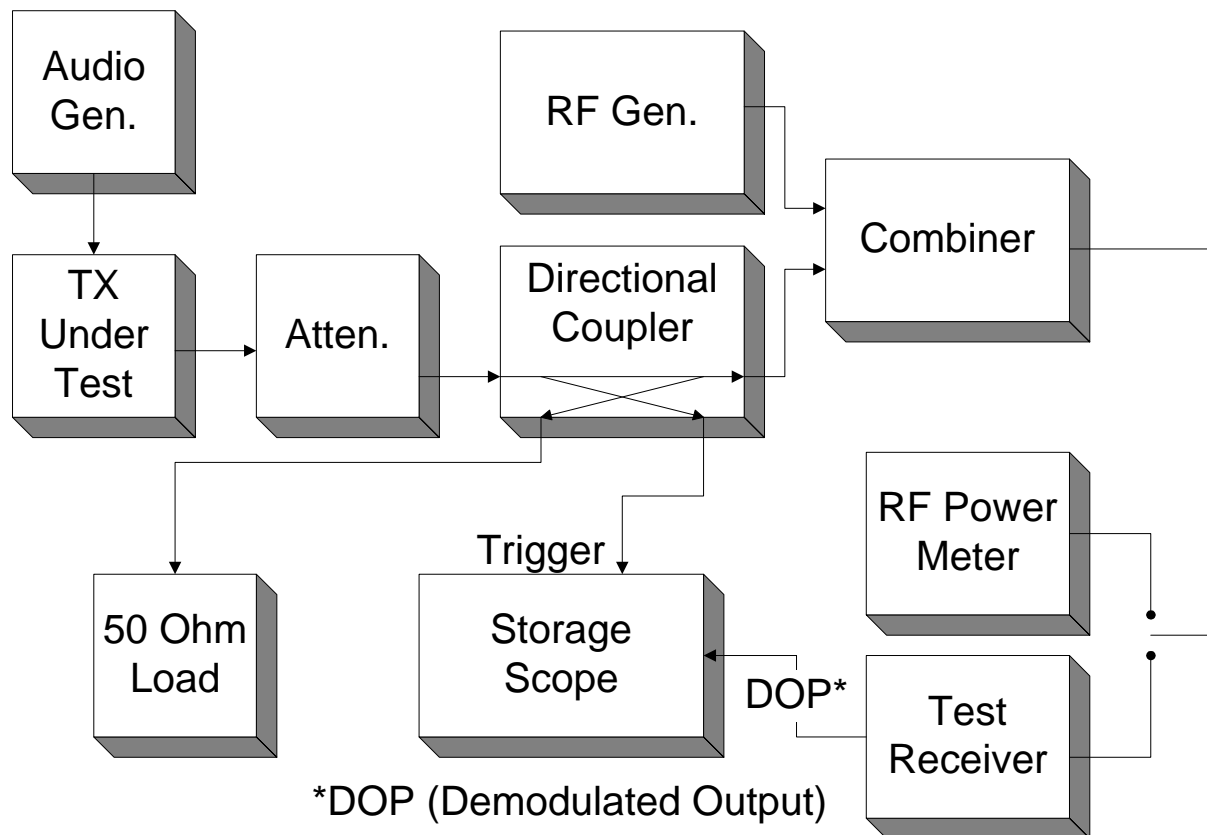 Audio
Gen.
RF Gen.
Combiner
TX
Under
Test
Atten.
Directional
Coupler
RF Power
Meter
Trigger
50 Ohm
Load
Storage
Scope
DOP*
Test
Receiver
*DOP (Demodulated Output)